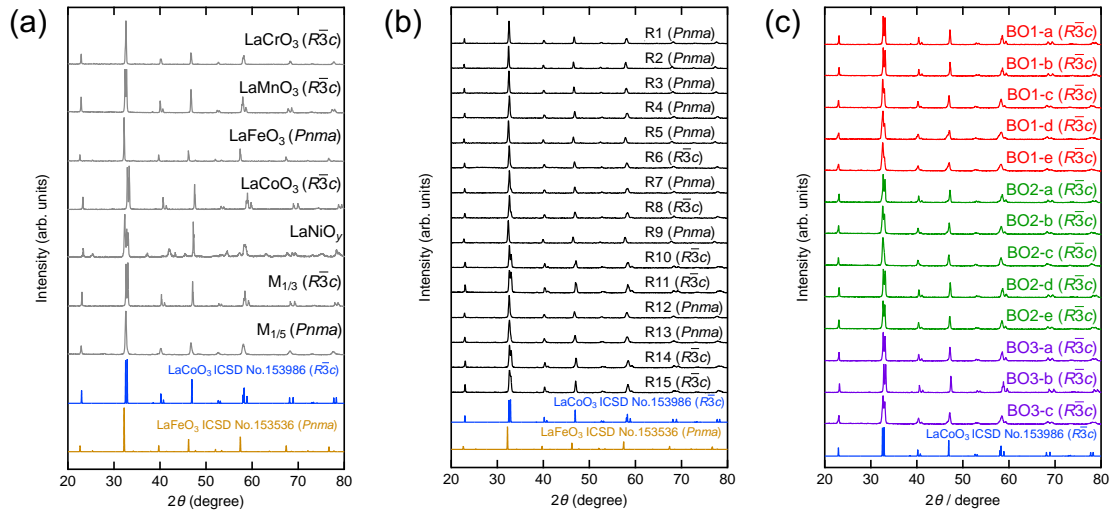 (a)
LaCrO₃ (R3̅c)
LaMnO₃ (R3̅c)
LaFeO₃ (Pnma)
LaCoO₃ (R3̅c)
LaNiOᵧ
M₁/₃ (R3̅c)
M₁/₅ (Pnma)
LaCoO₃ ICSD No.153986 (R3̅c)
LaFeO₃ ICSD No.153536 (Pnma)
Intensity (arb. units)
20 30 40 50 60 70 80
2θ (degree)
(b)
R1 (Pnma)
R2 (Pnma)
R3 (Pnma)
R4 (Pnma)
R5 (Pnma)
R6 (R3̅c)
R7 (Pnma)
R8 (R3̅c)
R9 (Pnma)
R10 (R3̅c)
R11 (R3̅c)
R12 (Pnma)
R13 (Pnma)
R14 (R3̅c)
R15 (R3̅c)
LaCoO₃ ICSD No.153986 (R3̅c)
LaFeO₃ ICSD No.153536 (Pnma)
Intensity (arb. units)
20 30 40 50 60 70 80
2θ (degree)
(c)
BO1-a (R3̅c)
BO1-b (R3̅c)
BO1-c (R3̅c)
BO1-d (R3̅c)
BO1-e (R3̅c)
BO2-a (R3̅c)
BO2-b (R3̅c)
BO2-c (R3̅c)
BO2-d (R3̅c)
BO2-e (R3̅c)
BO3-a (R3̅c)
BO3-b (R3̅c)
BO3-c (R3̅c)
LaCoO₃ ICSD No.153986 (R3̅c)
Intensity (arb. units)
20 30 40 50 60 70 80
2θ / degree